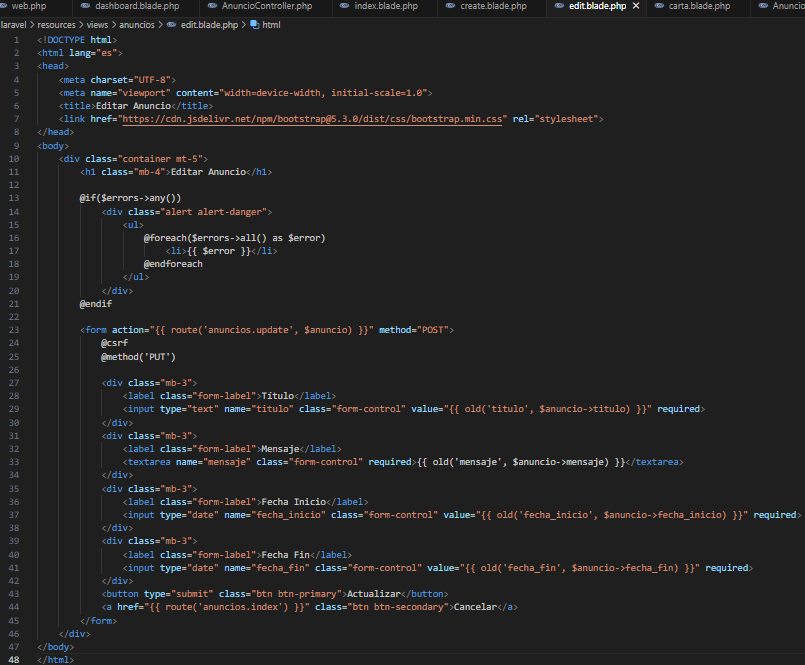 web.php dashboard.blade.php AnuncioController.php index.blade.php create.blade.php edit.blade.php × carta.blade.php Anuncio
laravel > resources > views > anuncios > edit.blade.php > html
1 <!DOCTYPE html>
2 <html lang="es">
3 <head>
4 <meta charset="UTF-8">
5 <meta name="viewport" content="width=device-width, initial-scale=1.0">
6 <title>Editar Anuncio</title>
7 <link href="https://cdn.jsdelivr.net/npm/bootstrap@5.3.0/dist/css/bootstrap.min.css" rel="stylesheet">
8 </head>
9 <body>
10 <div class="container mt-5">
11 <h1 class="mb-4">Editar Anuncio</h1>
12
13 @if($errors->any())
14 <div class="alert alert-danger">
15 <ul>
16 @foreach($errors->all() as $error)
17 <li>{{ $error }}</li>
18 @endforeach
19 </ul>
20 </div>
21 @endif
22
23 <form action="{{ route('anuncios.update', $anuncio) }}" method="POST">
24 @csrf
25 @method('PUT')
26
27 <div class="mb-3">
28 <label class="form-label">Título</label>
29 <input type="text" name="titulo" class="form-control" value="{{ old('titulo', $anuncio->titulo) }}" required>
30 </div>
31 <div class="mb-3">
32 <label class="form-label">Mensaje</label>
33 <textarea name="mensaje" class="form-control" required>{{ old('mensaje', $anuncio->mensaje) }}</textarea>
34 </div>
35 <div class="mb-3">
36 <label class="form-label">Fecha Inicio</label>
37 <input type="date" name="fecha_inicio" class="form-control" value="{{ old('fecha_inicio', $anuncio->fecha_inicio) }}" required>
38 </div>
39 <div class="mb-3">
40 <label class="form-label">Fecha Fin</label>
41 <input type="date" name="fecha_fin" class="form-control" value="{{ old('fecha_fin', $anuncio->fecha_fin) }}" required>
42 </div>
43 <button type="submit" class="btn btn-primary">Actualizar</button>
44 <a href="{{ route('anuncios.index') }}" class="btn btn-secondary">Cancelar</a>
45 </form>
46 </div>
47 </body>
48 </html>